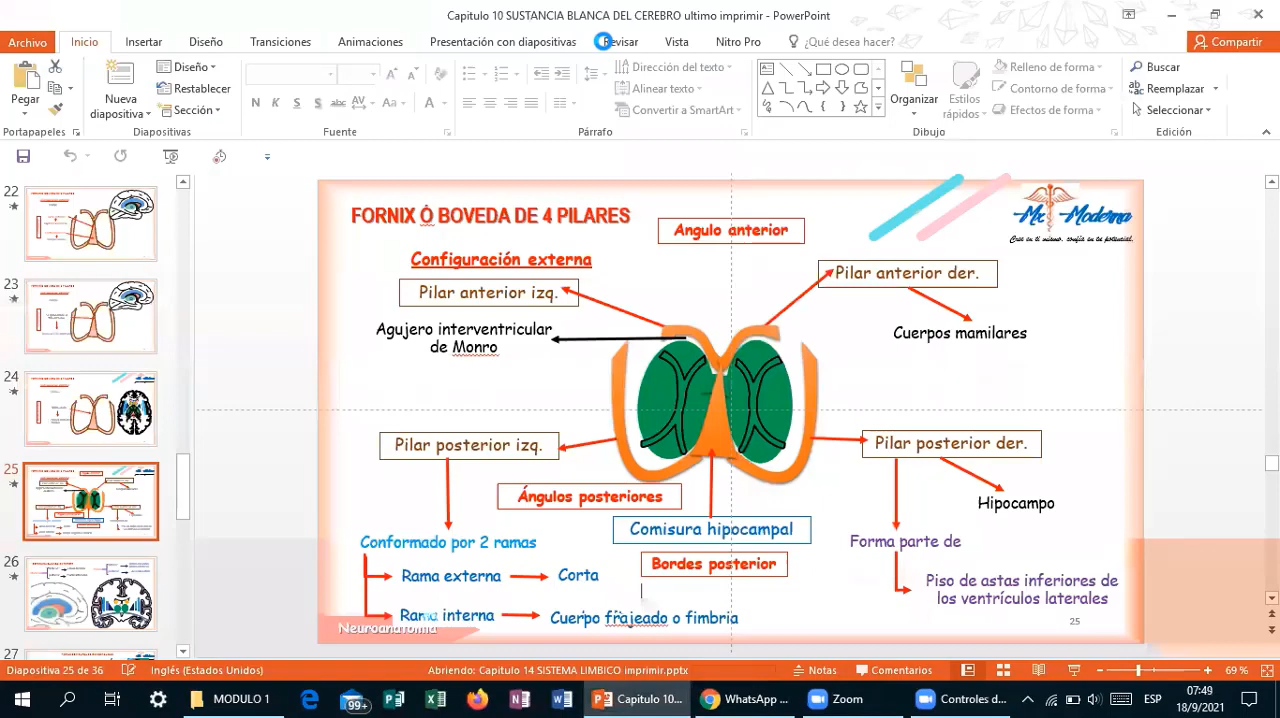 Capitulo 10 SUSTANCIA BLANCA DEL CEREBRO ultimo imprimir - PowerPoint
Archivo Inicio Insertar Diseño Transiciones Animaciones Presentación con diapositivas Revisar Vista Nitro Pro ¿Qué desea hacer? Compartir
Pegar
Nueva diapositiva
Diseño
Restablecer
Sección
N K S S abc AV Aa A
Dirección del texto
Alinear texto
Convertir a SmartArt
Organizar
Estilos rápidos
Relleno de forma
Contorno de forma
Efectos de forma
Buscar
Reemplazar
Seleccionar
Portapapeles Diapositivas Fuente Párrafo Dibujo Edición
22
23
24
25
26
27
FORNIX Ò BOVEDA DE 4 PILARES
Angulo anterior
Mr Moderna
Cree en ti mismo, confía en tu potencial.
Configuración externa
Pilar anterior izq.
Pilar anterior der.
Agujero interventricular
de Monro
Cuerpos mamilares
Pilar posterior izq.
Pilar posterior der.
Ángulos posteriores
Hipocampo
Comisura hipocampal
Conformado por 2 ramas
Forma parte de
Bordes posterior
Rama externa
Corta
Piso de astas inferiores de
los ventrículos laterales
Rama interna
Cuerpo frajeado o fimbria
Neuroanatomía
25
Diapositiva 25 de 36 Inglés (Estados Unidos) Abriendo: Capitulo 14 SISTEMA LIMBICO imprimir.pptx Notas Comentarios 69 %
MODULO 1
99+
Capitulo 10...
WhatsApp ...
Zoom
Controles d...
ESP
07:49
18/9/2021